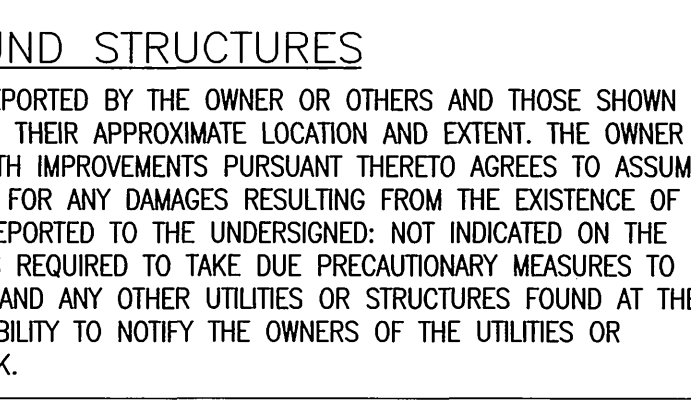 UND STRUCTURES
EPORTED BY THE OWNER OR OTHERS AND THOSE SHOWN
THEIR APPROXIMATE LOCATION AND EXTENT. THE OWNER
TH IMPROVEMENTS PURSUANT THERETO AGREES TO ASSUM
FOR ANY DAMAGES RESULTING FROM THE EXISTENCE OF
EPORTED TO THE UNDERSIGNED: NOT INDICATED ON THE
REQUIRED TO TAKE DUE PRECAUTIONARY MEASURES TO
AND ANY OTHER UTILITIES OR STRUCTURES FOUND AT THE
BILITY TO NOTIFY THE OWNERS OF THE UTILITIES OR
K.